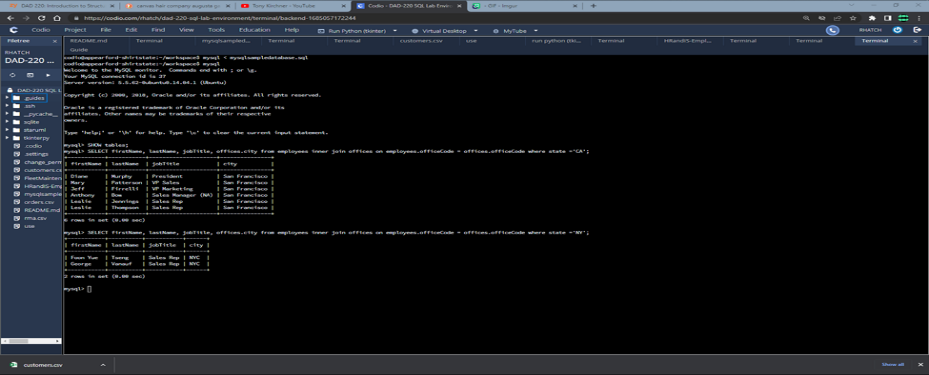 DAD 220: Introduction to Struct
canvas hair company auguste y
Tony Kirchner - YouTube
Codio - DAD-220 SQL Lab Enviro
- IDP - Imgur
https://codio.com/rhatch/dad-220-sql-lab-environment/terminal/backend-1685057172244
Codio Project File Edit Find View Tools Education Help Run Python (tkinter) Virtual Desktop MyTube RHATCH
Filetree
README.md Terminal mysqlsampled... Terminal Terminal customers.csv use run python (tki... Terminal HRandiS-Empl... Terminal Terminal Terminal
Guide
RHATCH
DAD-220 ...
DAD-220 SQL L
.guides
.ssh
__pycache__
sqlite
staruml
tkinterpy
.codio
.settings
change_perm
customers.cs
FleetMainten
HRandiS-Emp
mysqlsample
orders.csv
README.md
rma.csv
use
codio@appearford-shirtstate:~/workspace$ mysql < mysqlsampledatabase.sql
codio@appearford-shirtstate:~/workspace$ mysql
Welcome to the MySQL monitor. Commands end with ; or \g.
Your MySQL connection id is 27
Server version: 5.5.62-0ubuntu0.14.04.1 (Ubuntu)
Copyright (c) 2000, 2018, Oracle and/or its affiliates. All rights reserved.
Oracle is a registered trademark of Oracle Corporation and/or its
affiliates. Other names may be trademarks of their respective
owners.
Type 'help;' or '\h' for help. Type '\c' to clear the current input statement.
mysql> SHOW tables;
mysql> SELECT firstName, lastName, jobTitle, offices.city from employees inner join offices on employees.officeCode = offices.officeCode where state ='CA';
| firstName | lastName | jobTitle | city |
| Diane | Murphy | President | San Francisco |
| Mary | Patterson | VP Sales | San Francisco |
| Jeff | Firrelli | VP Marketing | San Francisco |
| Anthony | Bow | Sales Manager (NA) | San Francisco |
| Leslie | Jennings | Sales Rep | San Francisco |
| Leslie | Thompson | Sales Rep | San Francisco |
6 rows in set (0.00 sec)
mysql> SELECT firstName, lastName, jobTitle, offices.city from employees inner join offices on employees.officeCode = offices.officeCode where state ='NY';
| firstName | lastName | jobTitle | city |
| Foon Yue | Tseng | Sales Rep | NYC |
| George | Vanauf | Sales Rep | NYC |
2 rows in set (0.00 sec)
mysql>
customers.csv
Show all